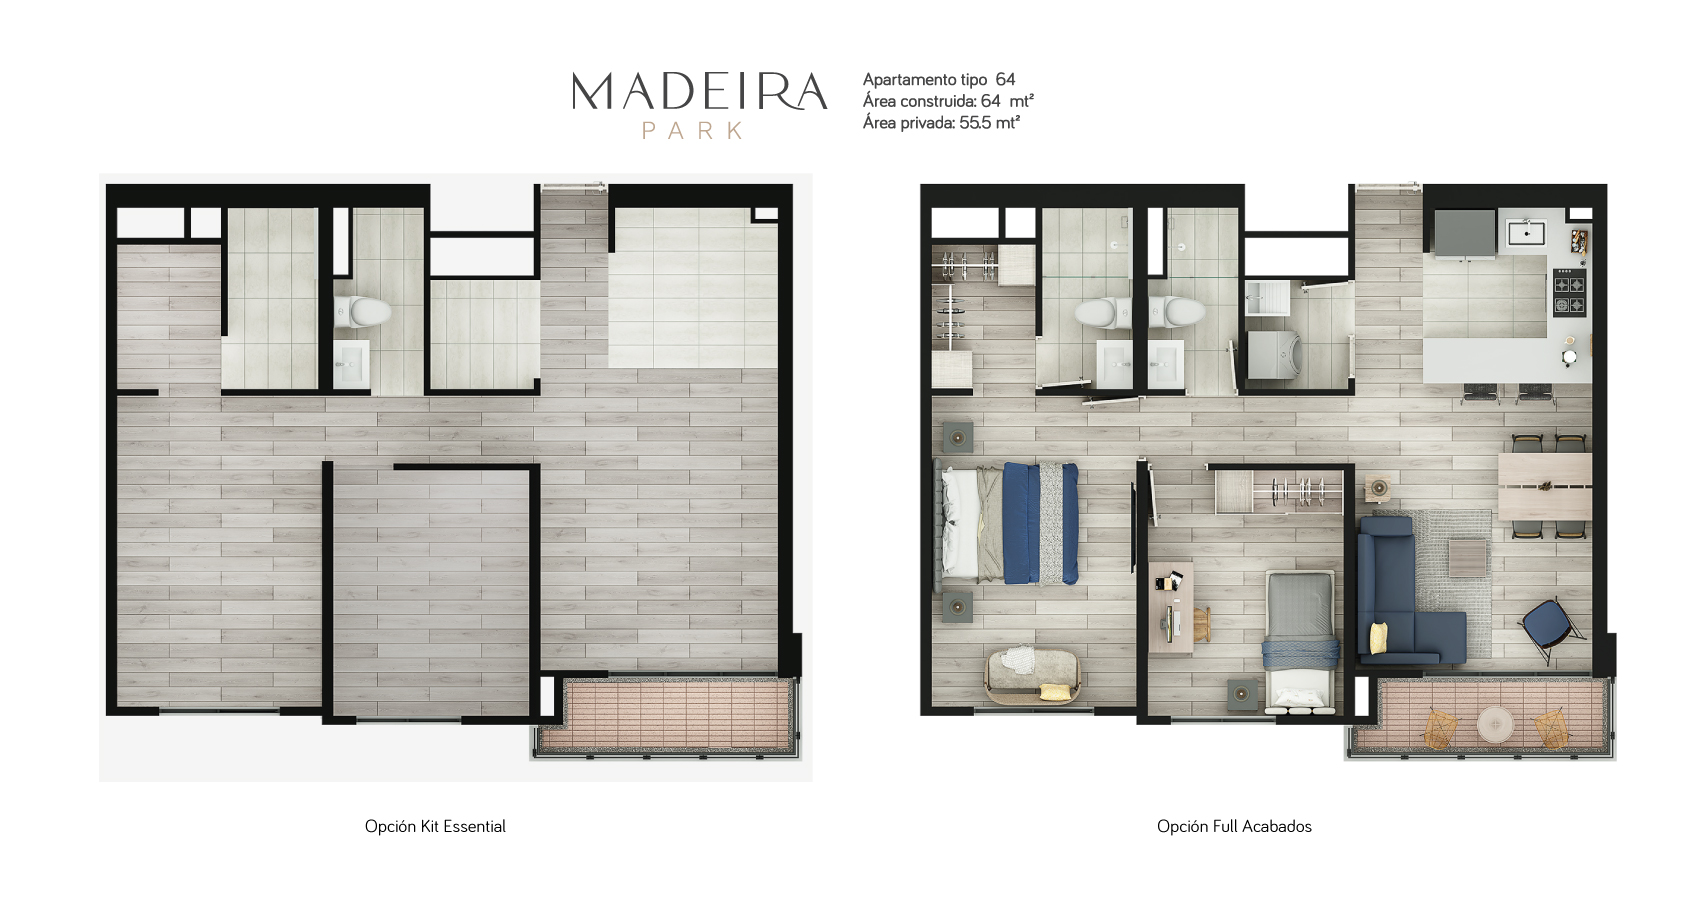 MADEIRA
PARK
Apartamento tipo 64
Área construida: 64 mt²
Área privada: 55.5 mt²
Opción Kit Essential
Opción Full Acabados